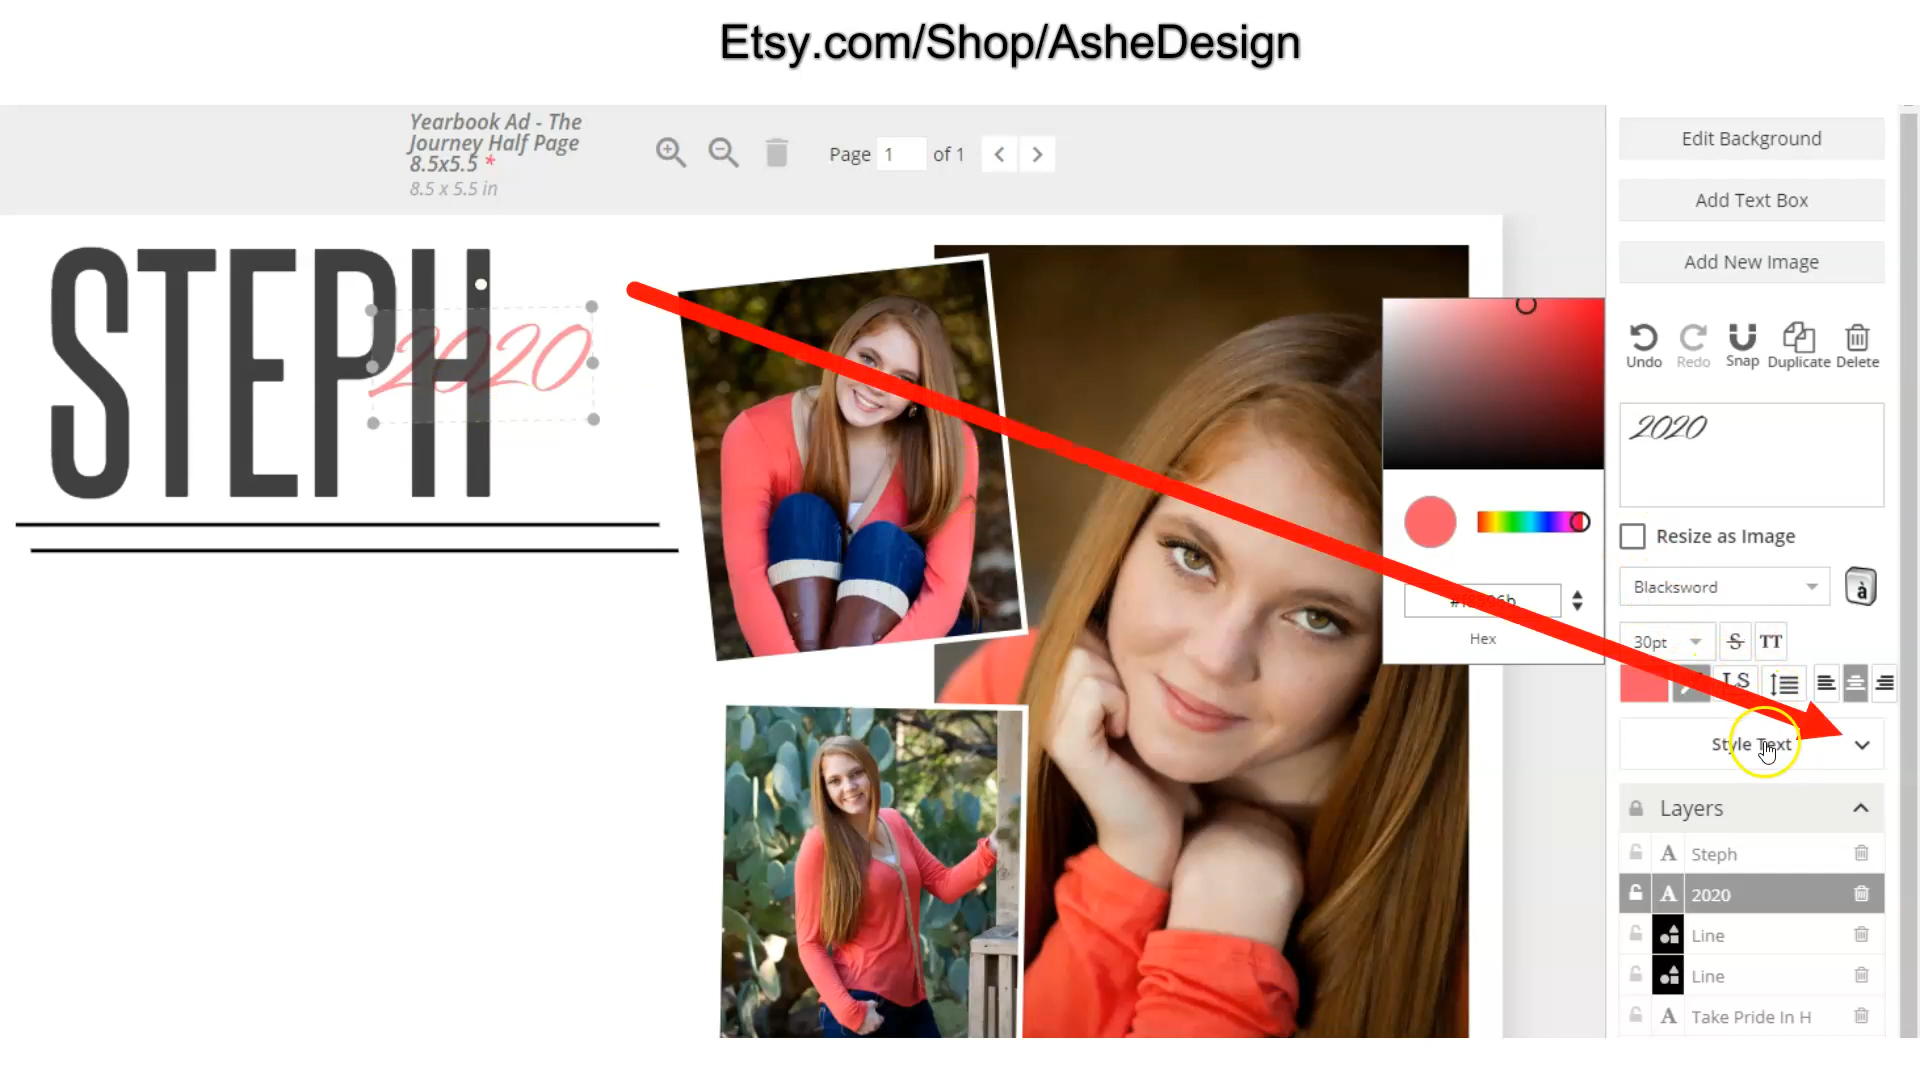 Etsy.com/Shop/AsheDesign
Yearbook Ad - The
Journey Half Page
8.5x5.5 *
8.5 x 5.5 in
Page 1 of 1
STEPH
2020
Edit Background
Add Text Box
Add New Image
Undo Redo Snap Duplicate Delete
2020
Resize as Image
Blacksword
à
30pt S TT
LS
Hex
Style Text
Layers
A Steph
A 2020
Line
Line
A Take Pride In H